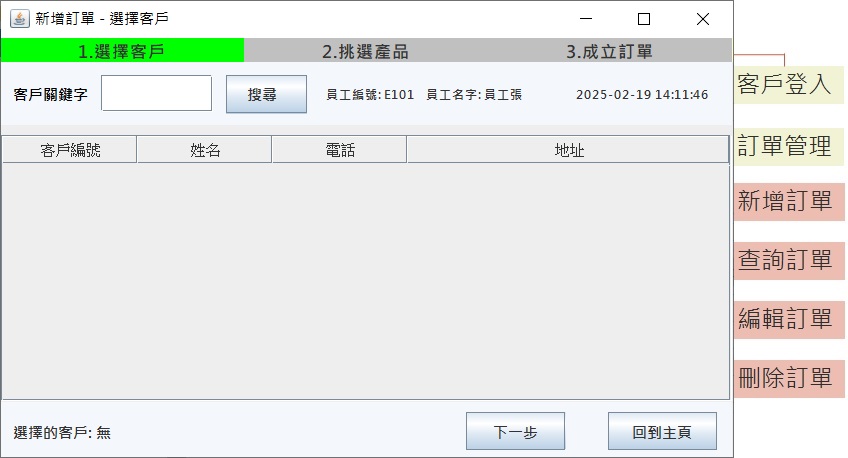 新增訂單 - 選擇客戶
1.選擇客戶 2.挑選產品 3.成立訂單
客戶關鍵字 搜尋 員工編號: E101 員工名字: 員工張 2025-02-19 14:11:46
客戶編號 姓名 電話 地址
選擇的客戶: 無 下一步 回到主頁
客戶登入
訂單管理
新增訂單
查詢訂單
編輯訂單
刪除訂單